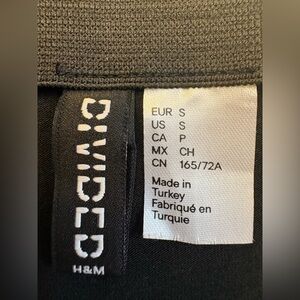 DIVIDED
H&M
EUR S
US S
CA P
MX CH
CN 165/72A
Made in
Turkey
Fabriqué en
Turquie